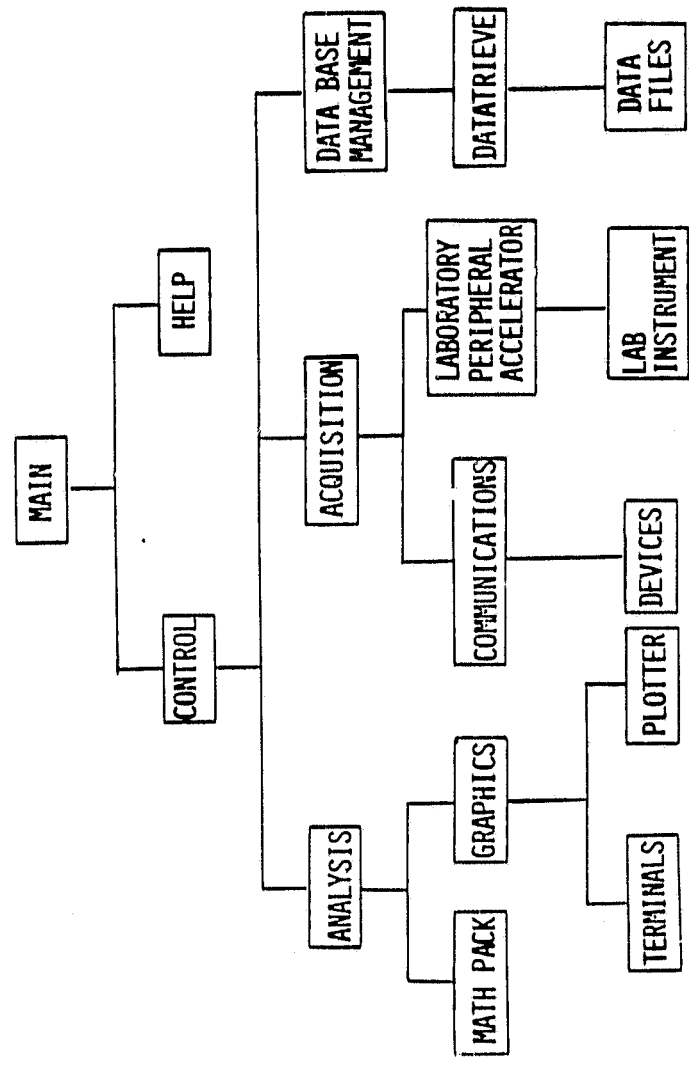 MAIN
CONTROL
HELP
ANALYSIS
ACQUISITION
DATA BASE
MANAGEMENT
MATH PACK
GRAPHICS
COMMUNICATIONS
LABORATORY
PERIPHERAL
ACCELERATOR
DATATRIEVE
TERMINALS
PLOTTER
DEVICES
LAB
INSTRUMENT
DATA
FILES